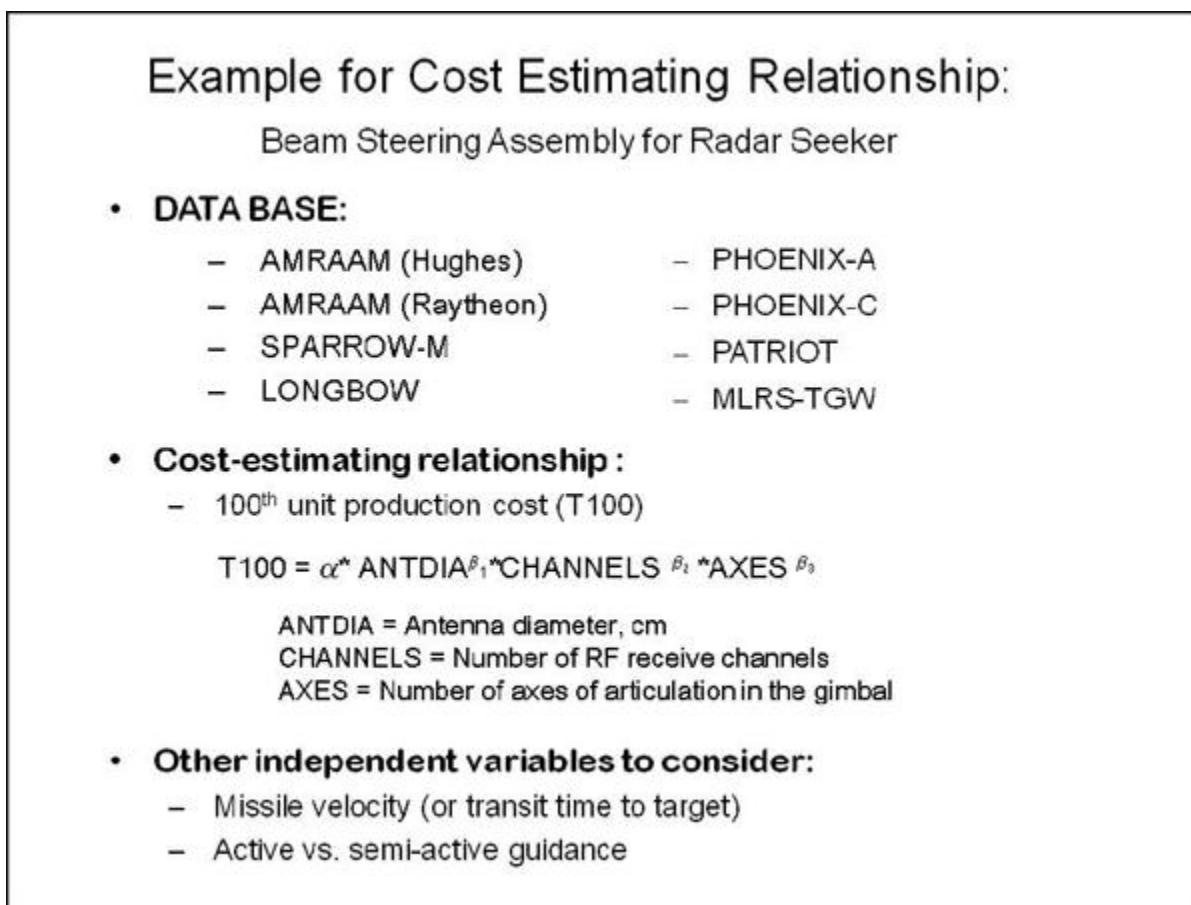 Example for Cost Estimating Relationship:
Beam Steering Assembly for Radar Seeker
• DATA BASE:
– AMRAAM (Hughes)
– AMRAAM (Raytheon)
– SPARROW-M
– LONGBOW
– PHOENIX-A
– PHOENIX-C
– PATRIOT
– MLRS-TGW
• Cost-estimating relationship :
– 100th unit production cost (T100)
T100 = α* ANTDIA^β₁*CHANNELS ^β₂ *AXES ^β₃
ANTDIA = Antenna diameter, cm
CHANNELS = Number of RF receive channels
AXES = Number of axes of articulation in the gimbal
• Other independent variables to consider:
– Missile velocity (or transit time to target)
– Active vs. semi-active guidance